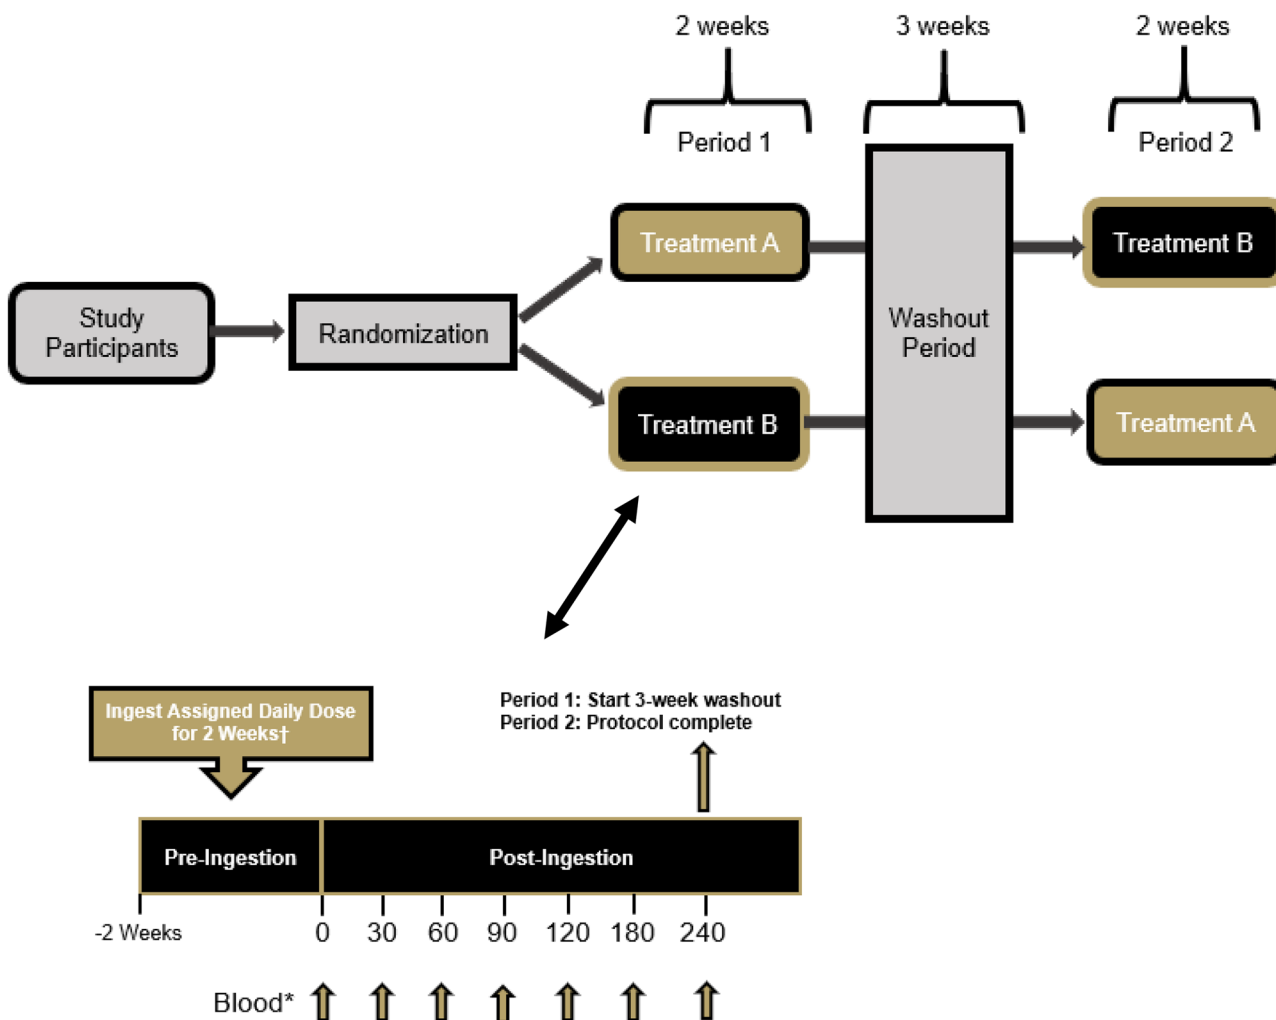 2 weeks
3 weeks
2 weeks
Period 1
Period 2
Treatment A
Treatment B
Study
Participants
Randomization
Washout
Period
Treatment B
Treatment A
Ingest Assigned Daily Dose
for 2 Weeks†
Period 1: Start 3-week washout
Period 2: Protocol complete
Pre-Ingestion
Post-Ingestion
-2 Weeks
0 30 60 90 120 180 240
Blood*